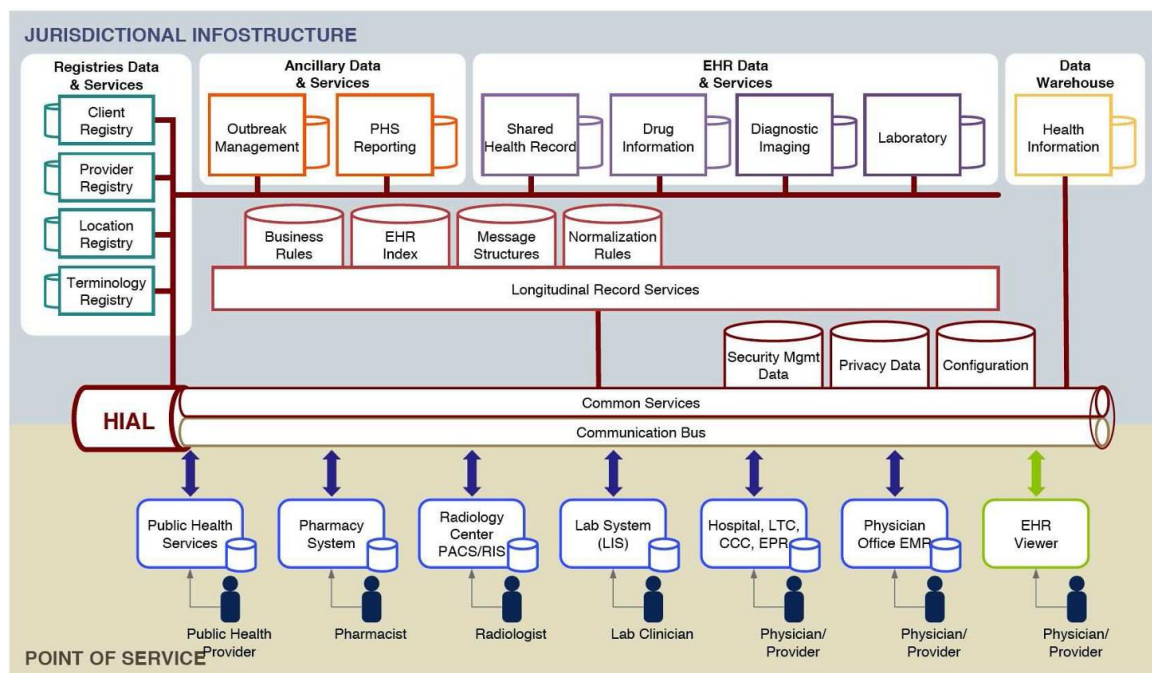 JURISDICTIONAL INFOSTRUCTURE
Registries Data
& Services
Client
Registry
Provider
Registry
Location
Registry
Terminology
Registry
Ancillary Data
& Services
Outbreak
Management
PHS
Reporting
EHR Data
& Services
Shared
Health Record
Drug
Information
Diagnostic
Imaging
Laboratory
Data
Warehouse
Health
Information
Business
Rules
EHR
Index
Message
Structures
Normalization
Rules
Longitudinal Record Services
Security Mgmt
Data
Privacy Data
Configuration
HIAL
Common Services
Communication Bus
Public Health
Services
Pharmacy
System
Radiology
Center
PACS/RIS
Lab System
(LIS)
Hospital, LTC,
CCC, EPR
Physician
Office EMR
EHR
Viewer
Public Health
Provider
Pharmacist
Radiologist
Lab Clinician
Physician/
Provider
Physician/
Provider
Physician/
Provider
POINT OF SERVICE